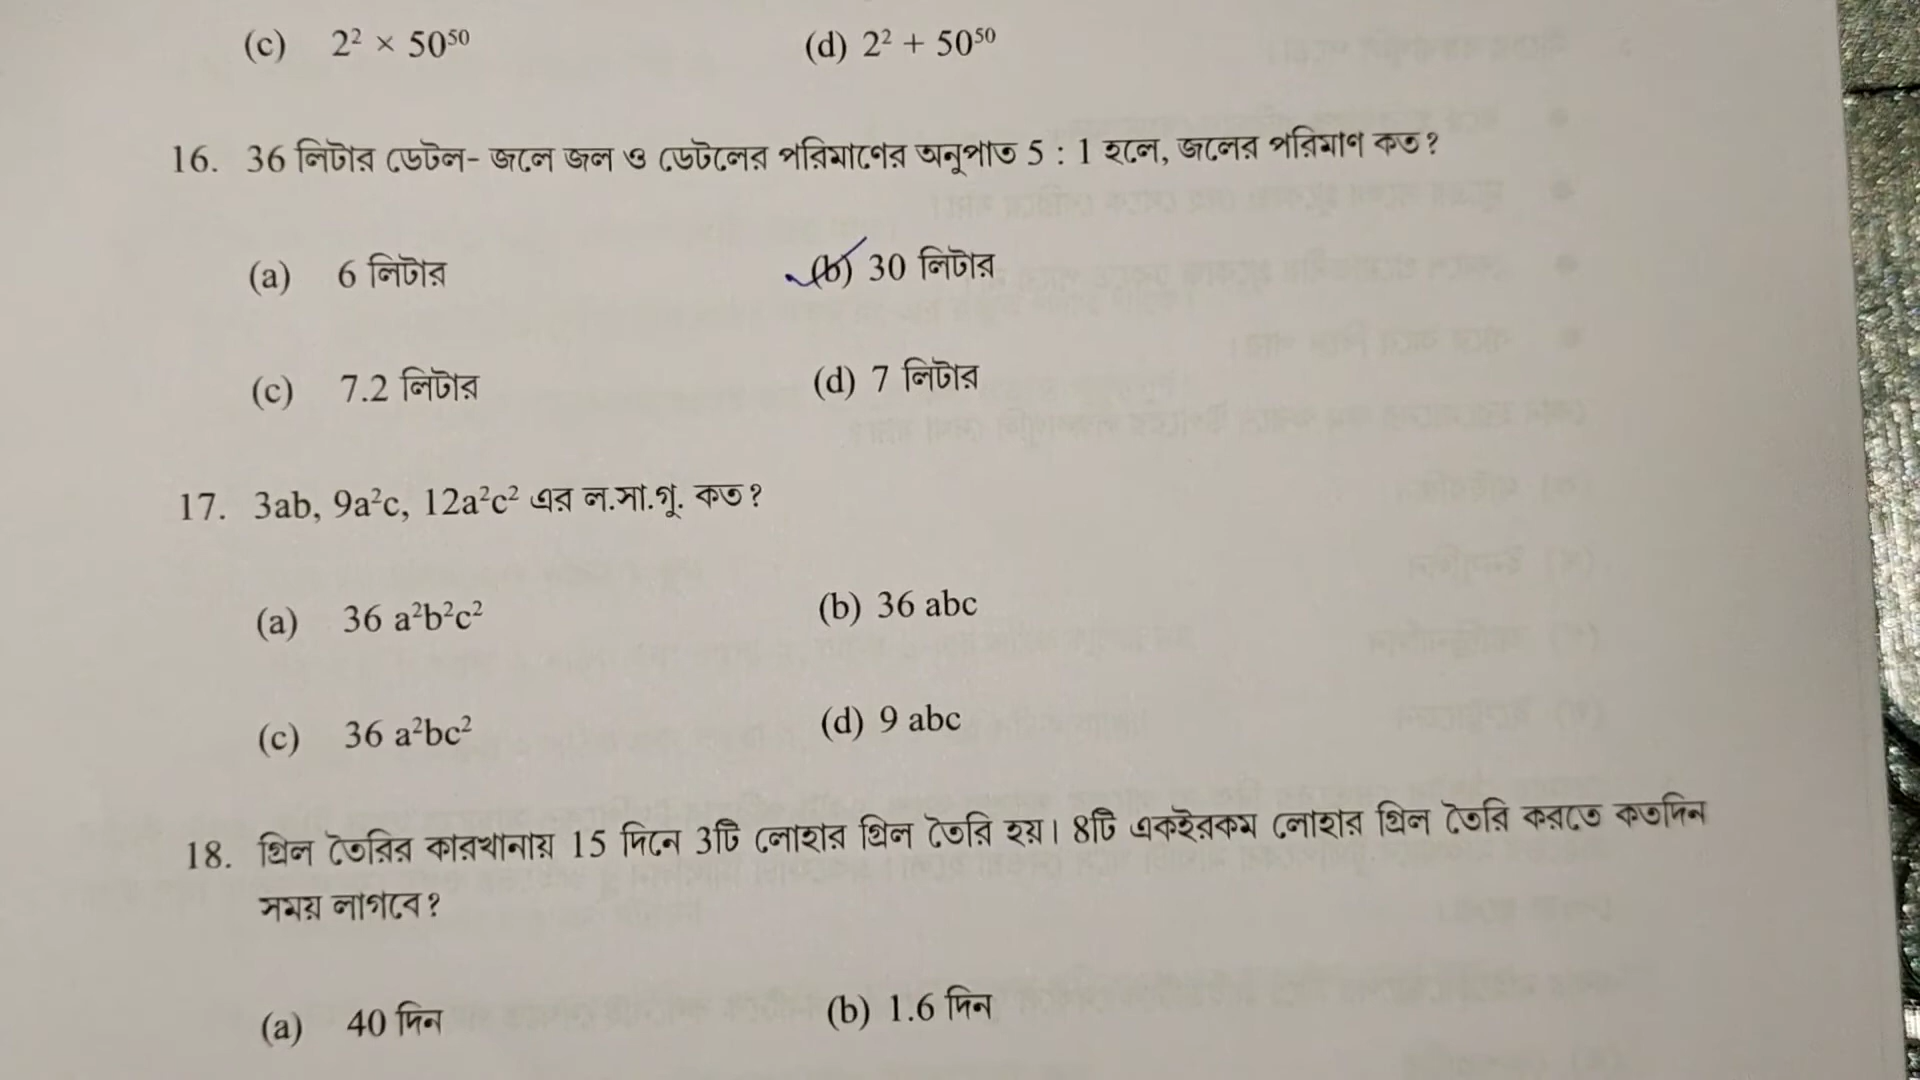 (c) 2² × 50⁵⁰ (d) 2² + 50⁵⁰
16. 36 লিটার ডেটল- জলে জল ও ডেটলের পরিমাণের অনুপাত 5 : 1 হলে, জলের পরিমাণ কত?
(a) 6 লিটার (b) 30 লিটার
(c) 7.2 লিটার (d) 7 লিটার
17. 3ab, 9a²c, 12a²c² এর ল.সা.গু. কত?
(a) 36 a²b²c² (b) 36 abc
(c) 36 a²bc² (d) 9 abc
18. গ্রিল তৈরির কারখানায় 15 দিনে 3টি লোহার গ্রিল তৈরি হয়। 8টি একইরকম লোহার গ্রিল তৈরি করতে কতদিন
সময় লাগবে?
(a) 40 দিন (b) 1.6 দিন